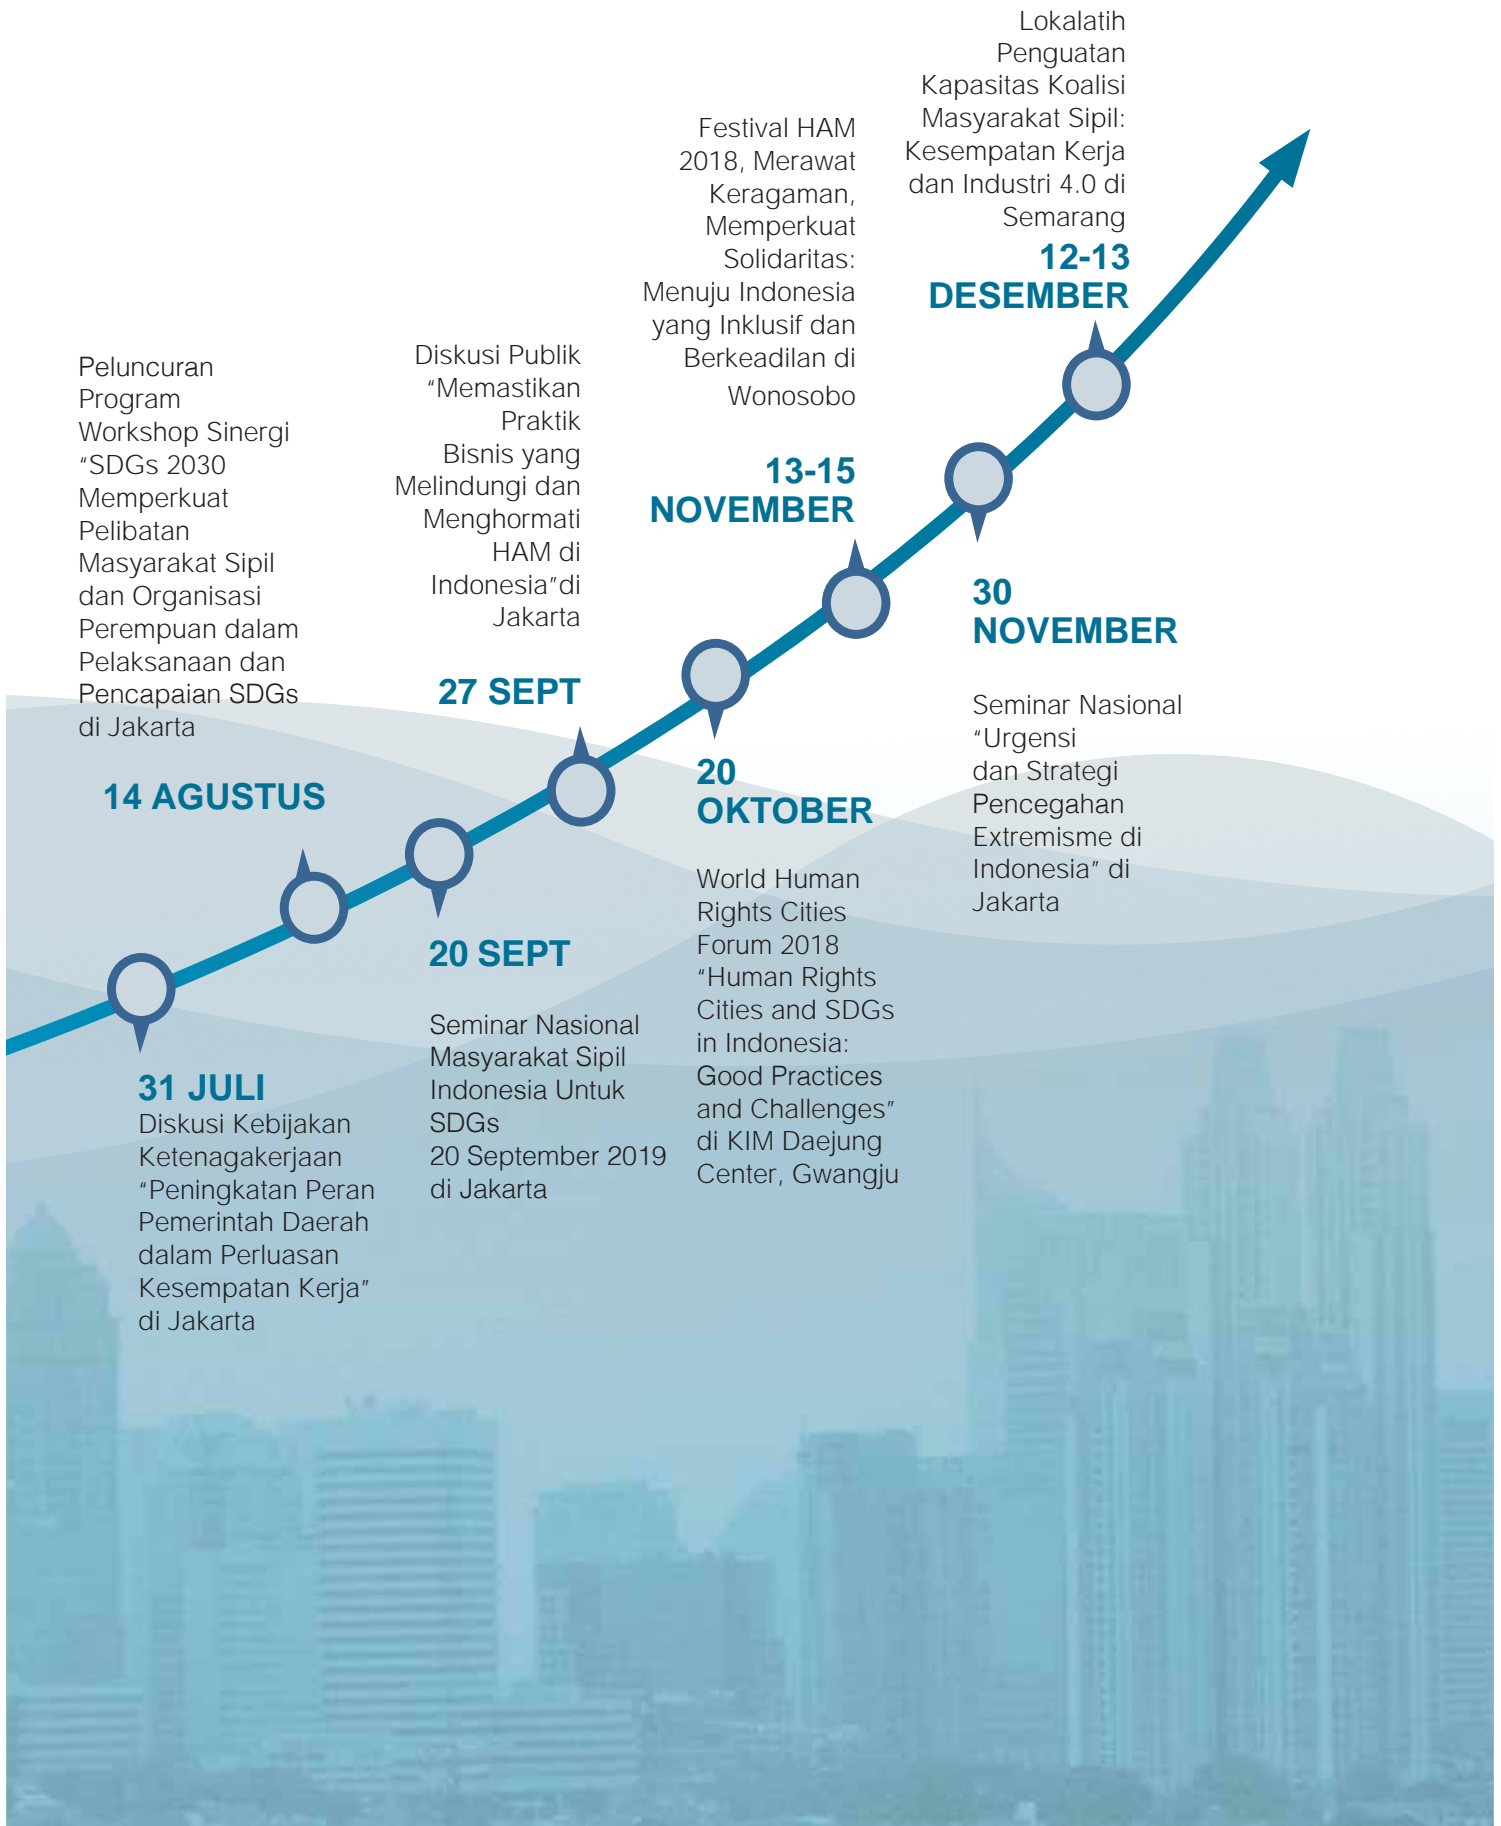 Lokalatih
Penguatan
Kapasitas Koalisi
Masyarakat Sipil:
Kesempatan Kerja
dan Industri 4.0 di
Semarang
12-13
DESEMBER
Festival HAM
2018, Merawat
Keragaman,
Memperkuat
Solidaritas:
Menuju Indonesia
yang Inklusif dan
Berkeadilan di
Wonosobo
13-15
NOVEMBER
Diskusi Publik
“Memastikan
Praktik
Bisnis yang
Melindungi dan
Menghormati
HAM di
Indonesia”di
Jakarta
27 SEPT
Peluncuran
Program
Workshop Sinergi
“SDGs 2030
Memperkuat
Pelibatan
Masyarakat Sipil
dan Organisasi
Perempuan dalam
Pelaksanaan dan
Pencapaian SDGs
di Jakarta
14 AGUSTUS
30
NOVEMBER
Seminar Nasional
“Urgensi
dan Strategi
Pencegahan
Extremisme di
Indonesia” di
Jakarta
20
OKTOBER
World Human
Rights Cities
Forum 2018
“Human Rights
Cities and SDGs
in Indonesia:
Good Practices
and Challenges”
di KIM Daejung
Center, Gwangju
20 SEPT
Seminar Nasional
Masyarakat Sipil
Indonesia Untuk
SDGs
20 September 2019
di Jakarta
31 JULI
Diskusi Kebijakan
Ketenagakerjaan
“Peningkatan Peran
Pemerintah Daerah
dalam Perluasan
Kesempatan Kerja”
di Jakarta